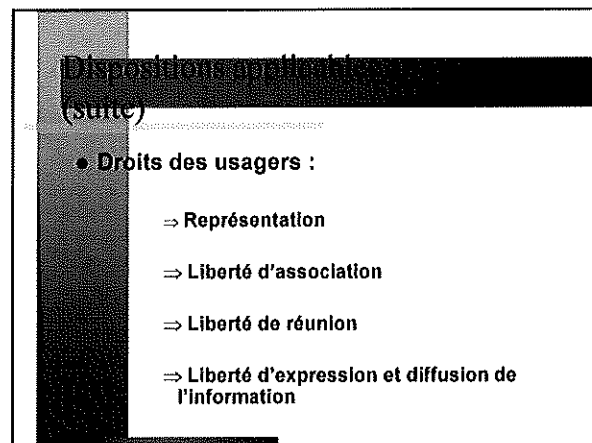 Dispositions applicables
(suite)
● Droits des usagers :
⇒ Représentation
⇒ Liberté d'association
⇒ Liberté de réunion
⇒ Liberté d'expression et diffusion de
l'information